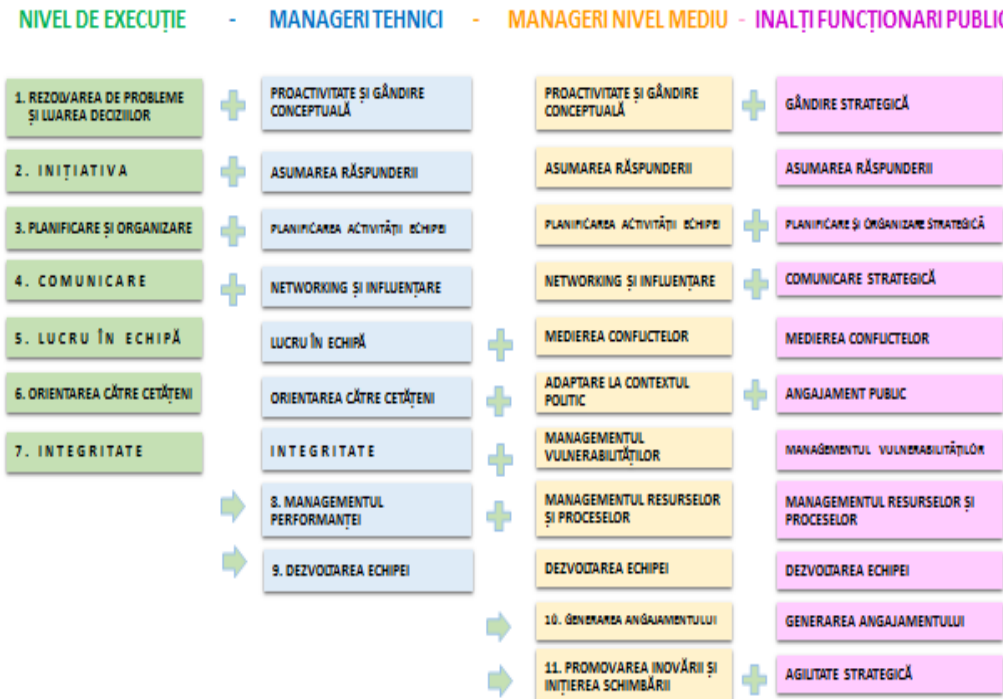 NIVEL DE EXECUȚIE - MANAGERI TEHNICI - MANAGERI NIVEL MEDIU - INALȚI FUNCȚIONARI PUBLIC
1. REZOLVAREA DE PROBLEME
ȘI LUAREA DECIZIILOR
PROACTIVITATE ȘI GÂNDIRE
CONCEPTUALĂ
PROACTIVITATE ȘI GÂNDIRE
CONCEPTUALĂ
GÂNDIRE STRATEGICĂ
2. INIȚIATIVA
ASUMAREA RĂSPUNDERII
ASUMAREA RĂSPUNDERII
ASUMAREA RĂSPUNDERII
3. PLANIFICARE ȘI ORGANIZARE
PLANIFICAREA ACTIVITĂȚII ECHIPEI
PLANIFICAREA ACTIVITĂȚII ECHIPEI
PLANIFICARE ȘI ORGANIZARE STRATEGICĂ
4. COMUNICARE
NETWORKING ȘI INFLUENȚARE
NETWORKING ȘI INFLUENȚARE
COMUNICARE STRATEGICĂ
5. LUCRU ÎN ECHIPĂ
LUCRU ÎN ECHIPĂ
MEDIEREA CONFLICTELOR
MEDIEREA CONFLICTELOR
6. ORIENTAREA CĂTRE CETĂȚENI
ORIENTAREA CĂTRE CETĂȚENI
ADAPTARE LA CONTEXTUL
POLITIC
ANGAJAMENT PUBLIC
7. INTEGRITATE
INTEGRITATE
MANAGEMENTUL
VULNERABILITĂȚILOR
MANAGEMENTUL VULNERABILITĂȚILOR
8. MANAGEMENTUL
PERFORMANȚEI
MANAGEMENTUL RESURSELOR
ȘI PROCESELOR
MANAGEMENTUL RESURSELOR ȘI
PROCESELOR
9. DEZVOLTAREA ECHIPEI
DEZVOLTAREA ECHIPEI
DEZVOLTAREA ECHIPEI
10. GENERAREA ANGAJAMENTULUI
GENERAREA ANGAJAMENTULUI
11. PROMOVAREA INOVĂRII ȘI
INIȚIEREA SCHIMBĂRII
AGILITATE STRATEGICĂ